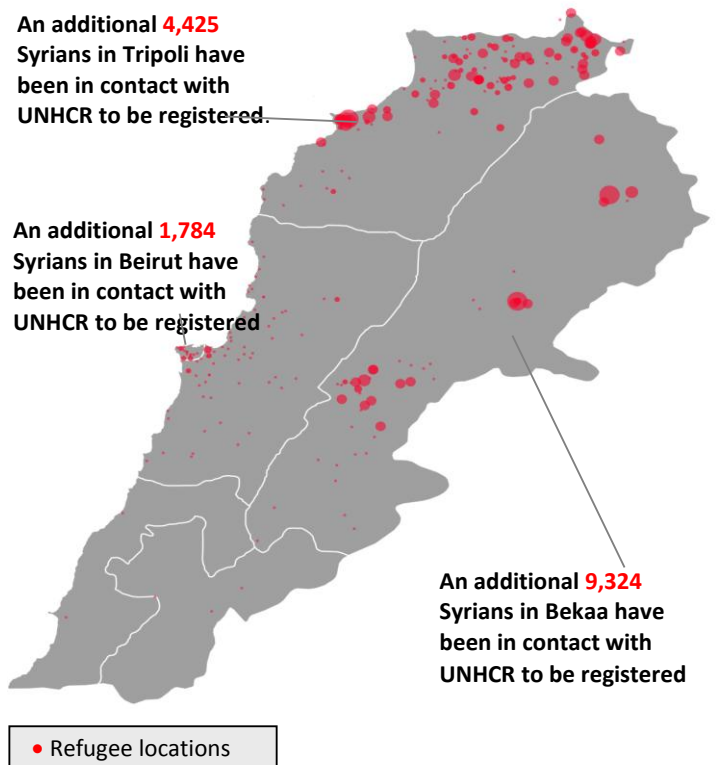 An additional 4,425
Syrians in Tripoli have
been in contact with
UNHCR to be registered.
An additional 1,784
Syrians in Beirut have
been in contact with
UNHCR to be registered
An additional 9,324
Syrians in Bekaa have
been in contact with
UNHCR to be registered
Refugee locations